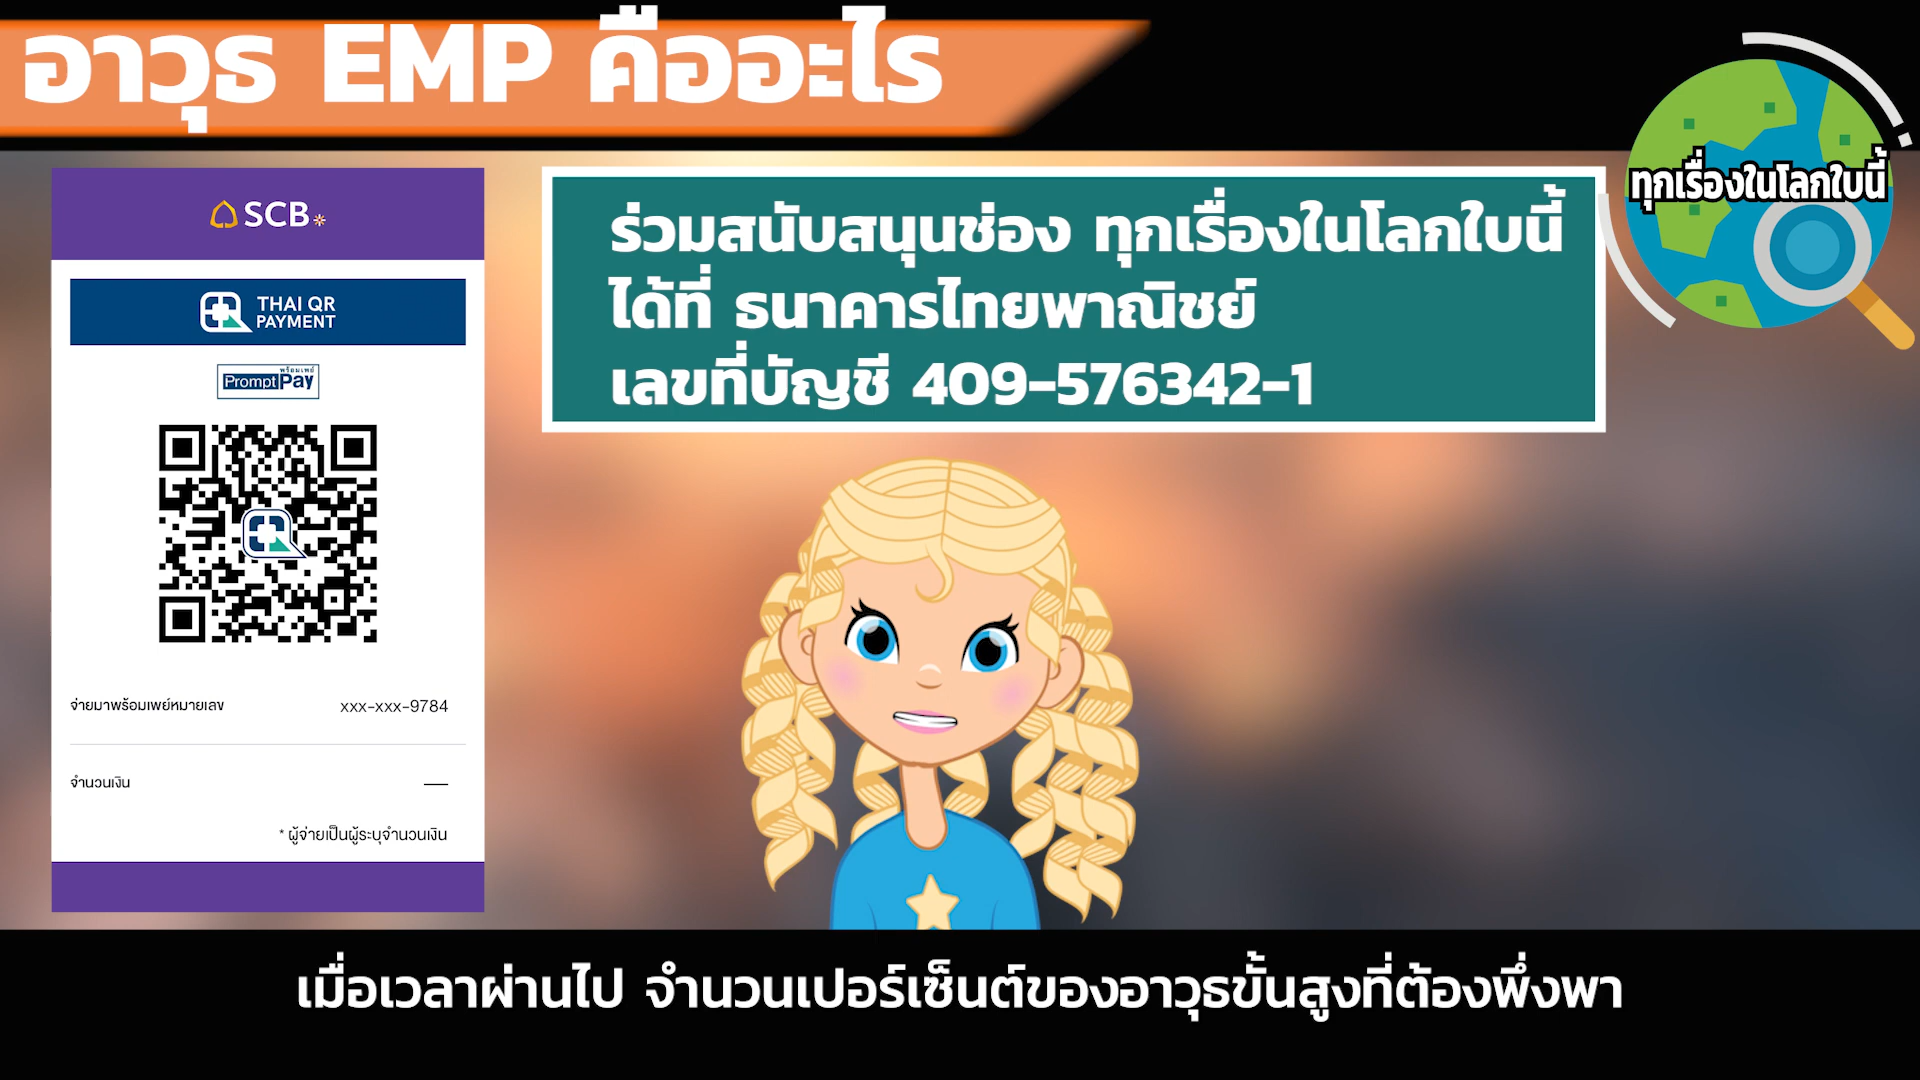 อาวุธ EMP คืออะไร
ทุกเรื่องในโลกใบนี้
SCB
THAI QR
PAYMENT
พร้อมเพย์
PromptPay
จ่ายมาพร้อมเพย์หมายเลข xxx-xxx-9784
จำนวนเงิน
* ผู้จ่ายเป็นผู้ระบุจำนวนเงิน
ร่วมสนับสนุนช่อง ทุกเรื่องในโลกใบนี้
ได้ที่ ธนาคารไทยพาณิชย์
เลขที่บัญชี 409-576342-1
เมื่อเวลาผ่านไป จำนวนเปอร์เซ็นต์ของอาวุธขั้นสูงที่ต้องพึ่งพา